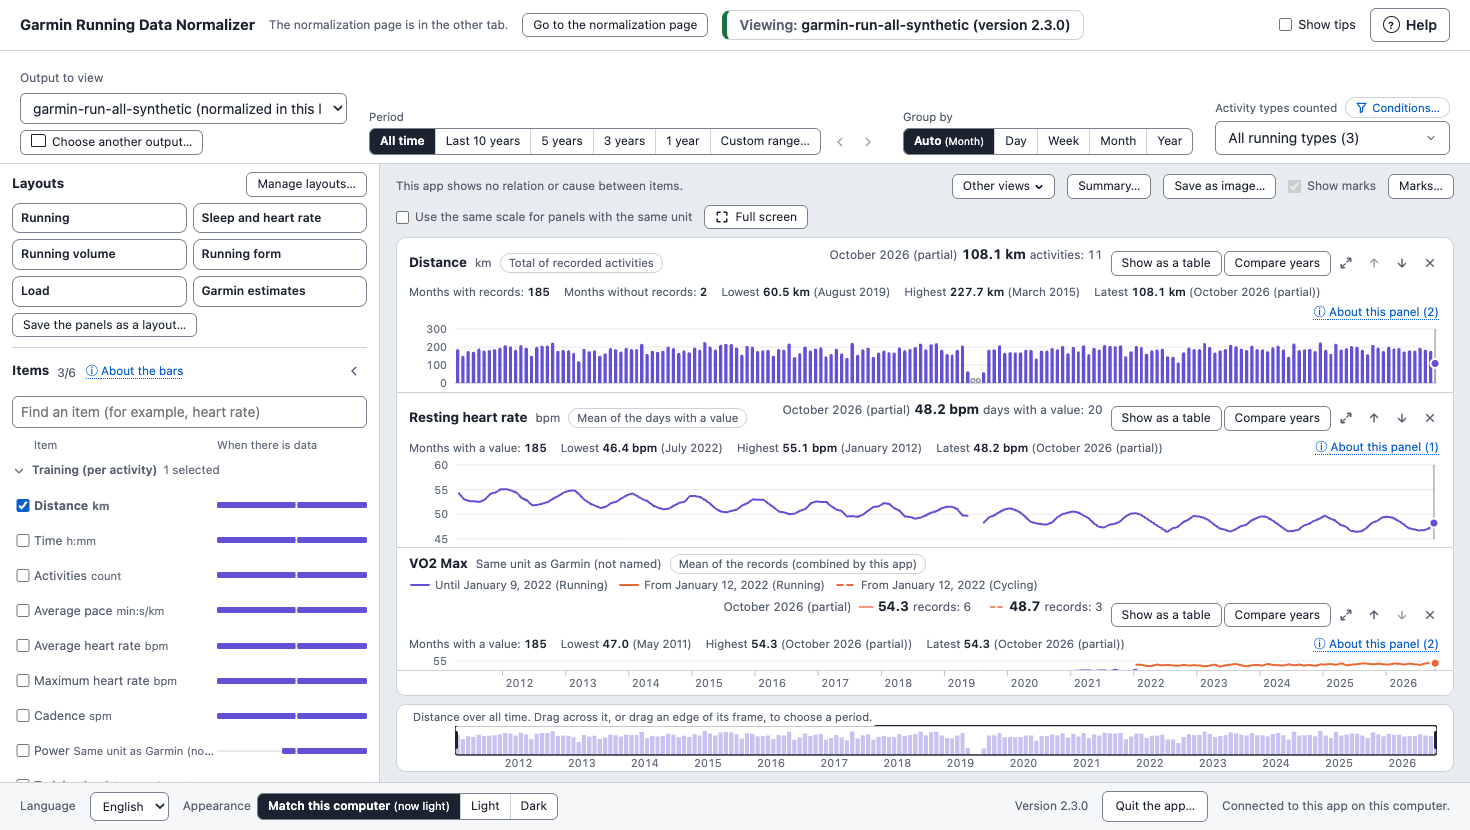 Garmin Running Data Normalizer
The normalization page is in the other tab.
Go to the normalization page
Viewing: garmin-run-all-synthetic (version 2.3.0)
Show tips
Help
Output to view
garmin-run-all-synthetic (normalized in this l
Choose another output...
Period
All time
Last 10 years
5 years
3 years
1 year
Custom range...
Group by
Auto (Month)
Day
Week
Month
Year
Activity types counted
Conditions...
All running types (3)
Layouts
Manage layouts...
Running
Sleep and heart rate
Running volume
Running form
Load
Garmin estimates
Save the panels as a layout...
Items 3/6
About the bars
Find an item (for example, heart rate)
Item
When there is data
Training (per activity) 1 selected
Distance km
Time h:mm
Activities count
Average pace min:s/km
Average heart rate bpm
Maximum heart rate bpm
Cadence spm
Power Same unit as Garmin (no...
This app shows no relation or cause between items.
Other views
Summary...
Save as image...
Show marks
Marks...
Use the same scale for panels with the same unit
Full screen
Distance km Total of recorded activities
October 2026 (partial) 108.1 km activities: 11
Show as a table
Compare years
Months with records: 185 Months without records: 2 Lowest 60.5 km (August 2019) Highest 227.7 km (March 2015) Latest 108.1 km (October 2026 (partial))
About this panel (2)
300
200
100
0
Resting heart rate bpm Mean of the days with a value
October 2026 (partial) 48.2 bpm days with a value: 20
Show as a table
Compare years
Months with a value: 185 Lowest 46.4 bpm (July 2022) Highest 55.1 bpm (January 2012) Latest 48.2 bpm (October 2026 (partial))
About this panel (1)
60
55
50
45
VO2 Max Same unit as Garmin (not named) Mean of the records (combined by this app)
Until January 9, 2022 (Running) From January 12, 2022 (Running) From January 12, 2022 (Cycling)
October 2026 (partial) 54.3 records: 6 48.7 records: 3
Show as a table
Compare years
Months with a value: 185 Lowest 47.0 (May 2011) Highest 54.3 (October 2026 (partial)) Latest 54.3 (October 2026 (partial))
About this panel (2)
55
2012 2013 2014 2015 2016 2017 2018 2019 2020 2021 2022 2023 2024 2025 2026
Distance over all time. Drag across it, or drag an edge of its frame, to choose a period.
2012 2013 2014 2015 2016 2017 2018 2019 2020 2021 2022 2023 2024 2025 2026
Language
English
Appearance
Match this computer (now light)
Light
Dark
Version 2.3.0
Quit the app...
Connected to this app on this computer.